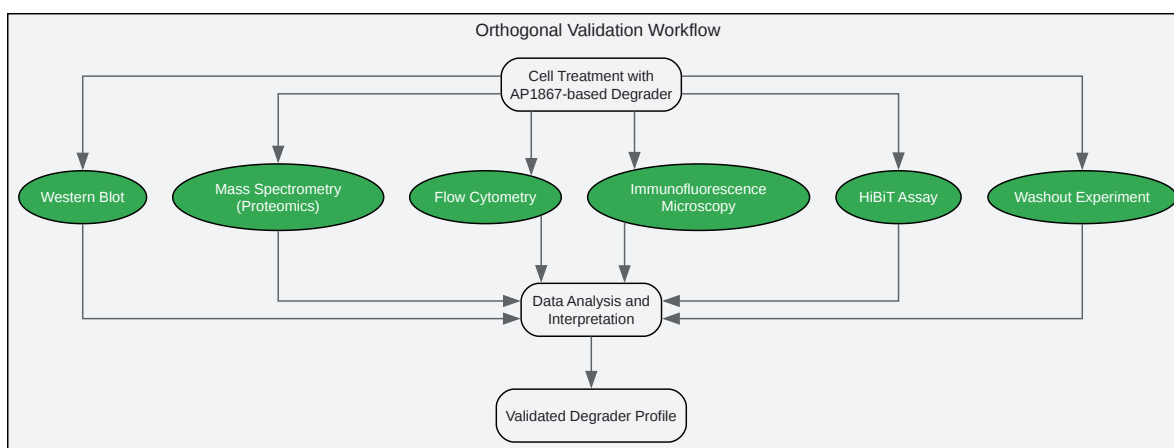 Orthogonal Validation Workflow
Cell Treatment with
AP1867-based Degrader
Western Blot
Mass Spectrometry
(Proteomics)
Flow Cytometry
Immunofluorescence
Microscopy
HiBiT Assay
Washout Experiment
Data Analysis and
Interpretation
Validated Degrader Profile